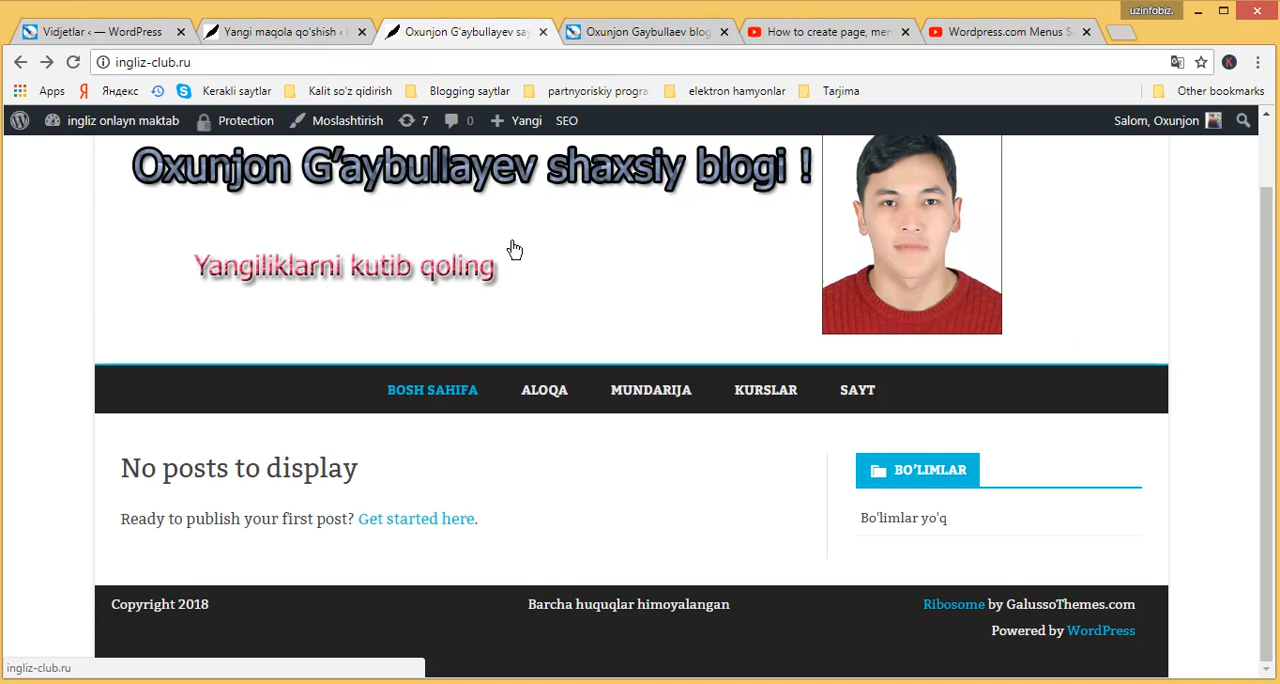 uzinfobiz.
Vidjetlar ‹ — WordPress
Yangi maqola qo'shish ‹
Oxunjon G'aybullayev sa
Oxunjon Gaybullaev blog
How to create page, men
Wordpress.com Menus S
ingliz-club.ru
K
Apps
Я
Яндекс
Kerakli saytlar
Kalit so'z qidirish
Blogging saytlar
partnyoriskiy progra
elektron hamyonlar
Tarjima
Other bookmarks
ingliz onlayn maktab
Protection
Moslashtirish
7
0
Yangi
SEO
Salom, Oxunjon
Oxunjon G’aybullayev shaxsiy blogi !
Yangiliklarni kutib qoling
BOSH SAHIFA
ALOQA
MUNDARIJA
KURSLAR
SAYT
No posts to display
Ready to publish your first post? Get started here.
BO'LIMLAR
Bo'limlar yo'q
Copyright 2018
Barcha huquqlar himoyalangan
Ribosome by GalussoThemes.com
Powered by WordPress
ingliz-club.ru